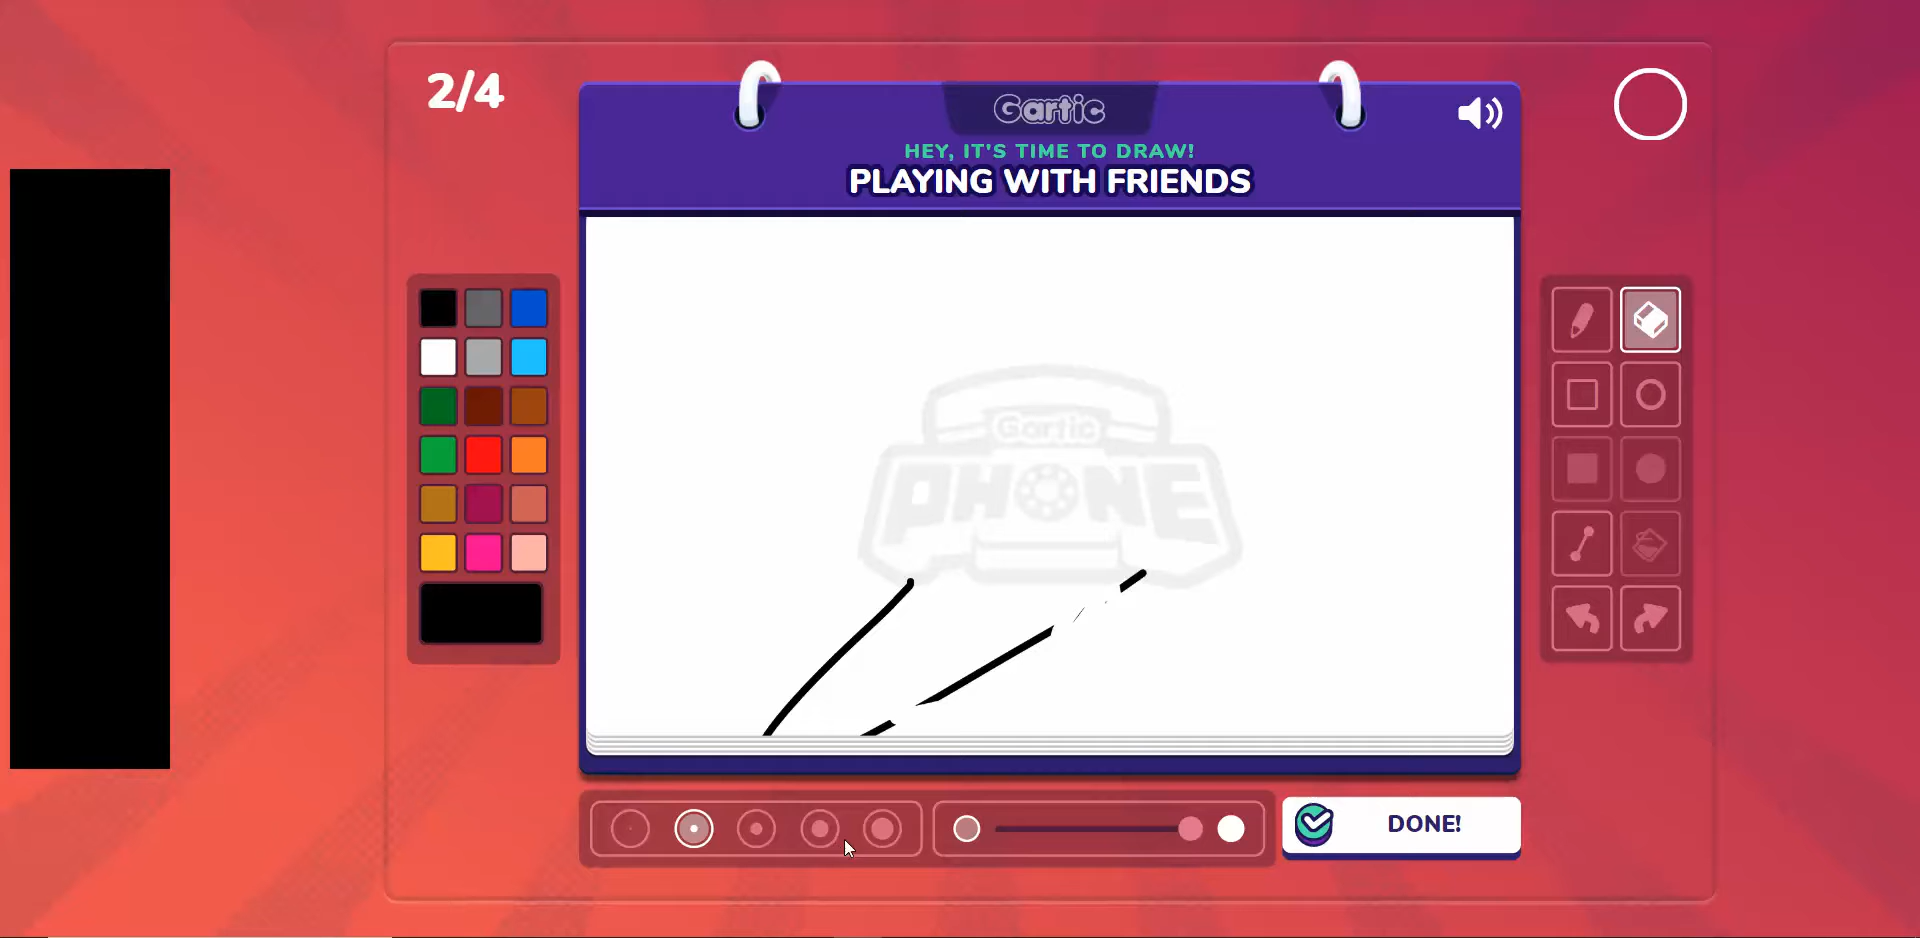 2/4
Gartic
HEY, IT'S TIME TO DRAW!
PLAYING WITH FRIENDS
Gartic
PHONE
DONE!